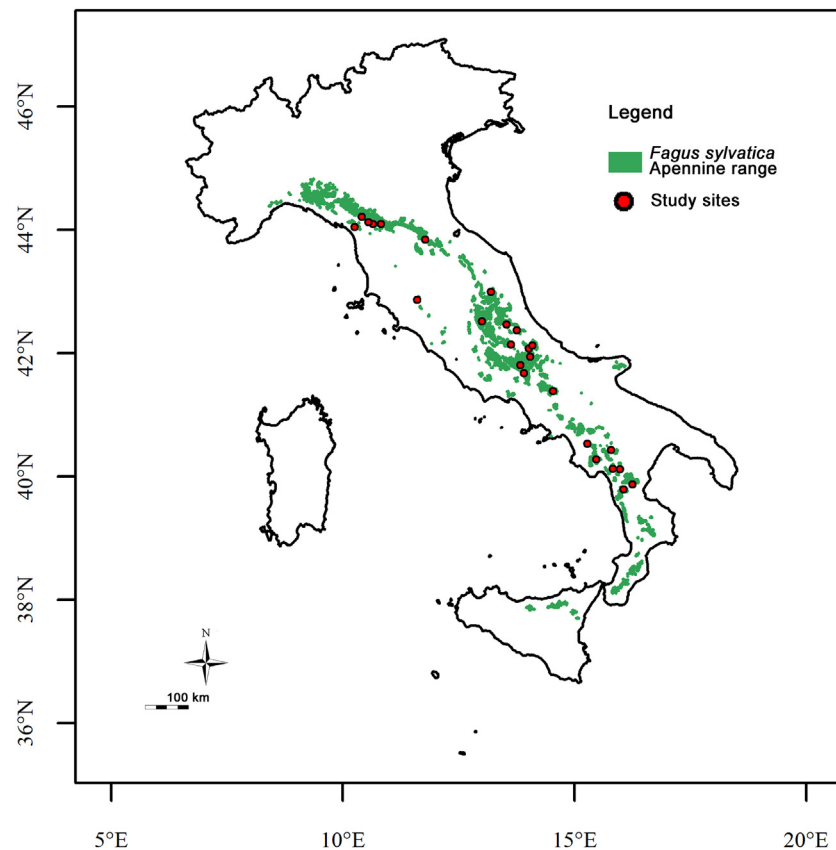 46°N
44°N
42°N
40°N
38°N
36°N
Legend
Fagus sylvatica
Apennine range
Study sites
N
100 km
5°E
10°E
15°E
20°E